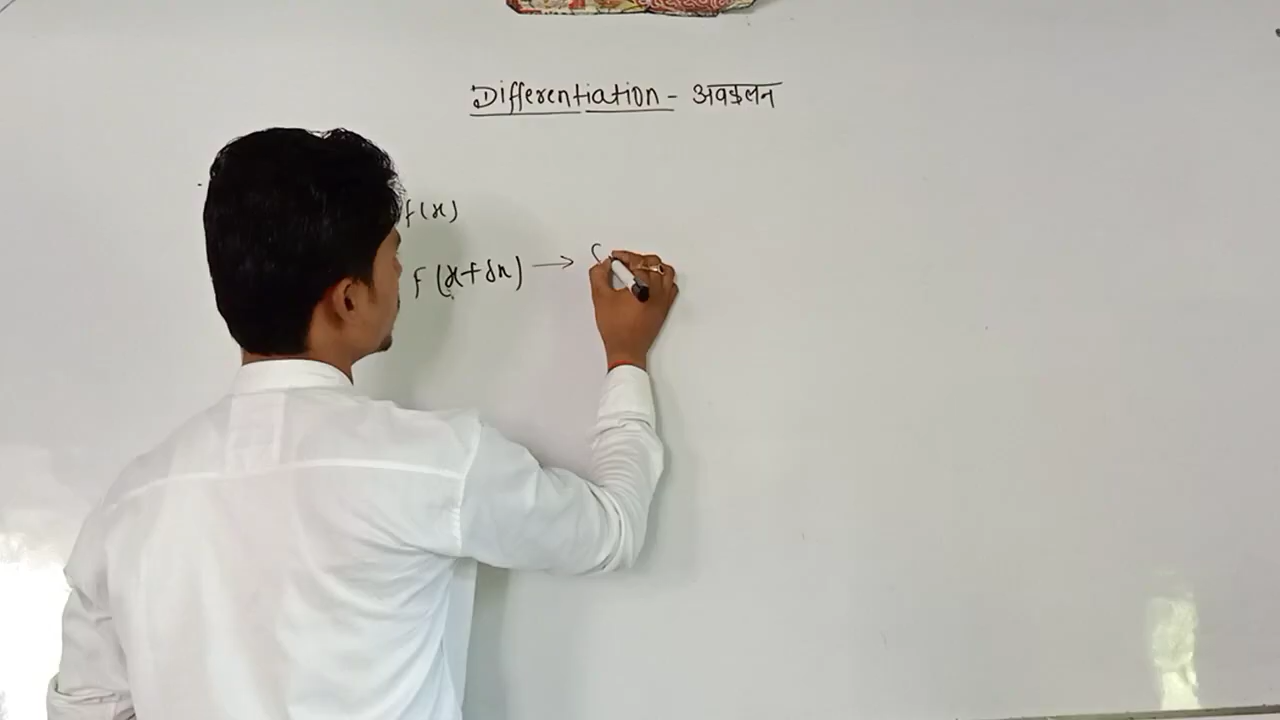 Differentiation - अवकलन
f(x)
f(x+δx) →